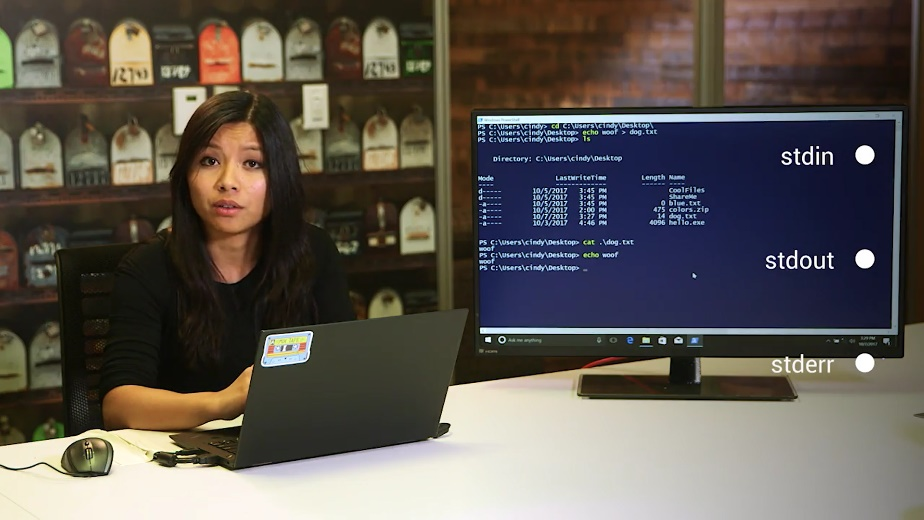 PS C:\Users\cindy> cd C:\Users\cindy\Desktop\
PS C:\Users\cindy\Desktop> echo woof > dog.txt
PS C:\Users\cindy\Desktop> ls
Directory: C:\Users\cindy\Desktop
Mode LastWriteTime Length Name
---- ------------- ------ ----
d----- 10/5/2017 3:45 PM CoolFiles
d----- 10/5/2017 3:45 PM ShareMe
-a---- 10/5/2017 2:00 PM 0 blue.txt
-a---- 10/5/2017 3:45 PM 475 colors.zip
-a---- 10/7/2017 3:27 PM 14 dog.txt
-a---- 10/3/2017 4:46 PM 4096 hello.exe
PS C:\Users\cindy\Desktop> cat .\dog.txt
woof
PS C:\Users\cindy\Desktop> echo woof
woof
PS C:\Users\cindy\Desktop> _
Ask me anything
stdin
stdout
stderr